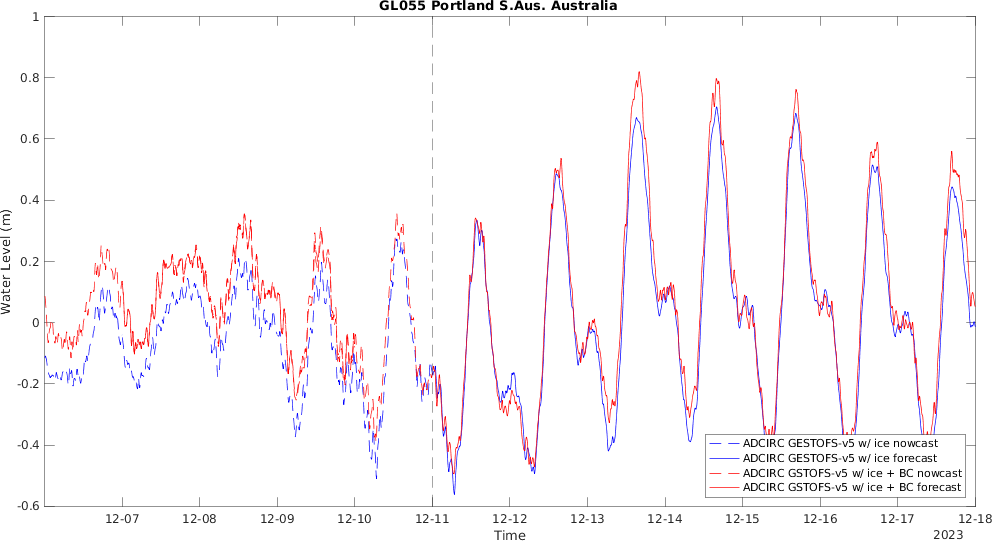 GL055 Portland S.Aus. Australia
Water Level (m)
1
0.8
0.6
0.4
0.2
0
-0.2
-0.4
-0.6
ADCIRC GESTOFS-v5 w/ ice nowcast
ADCIRC GESTOFS-v5 w/ ice forecast
ADCIRC GSTOFS-v5 w/ ice + BC nowcast
ADCIRC GSTOFS-v5 w/ ice + BC forecast
12-07 12-08 12-09 12-10 12-11 12-12 12-13 12-14 12-15 12-16 12-17 12-18
Time
2023